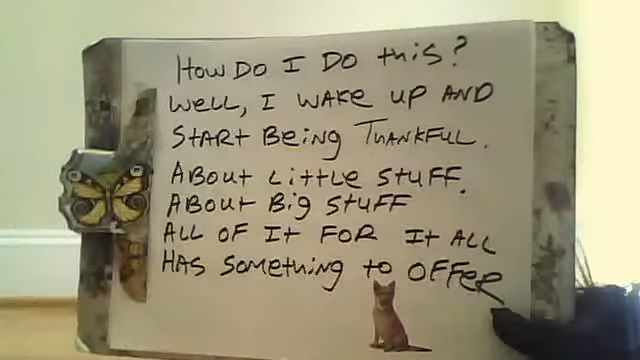 How Do I Do this?
Well, I wake up AND
START Being THANKFUL.
About Little Stuff.
About Big Stuff
All of It For It All
Has Something to Offer